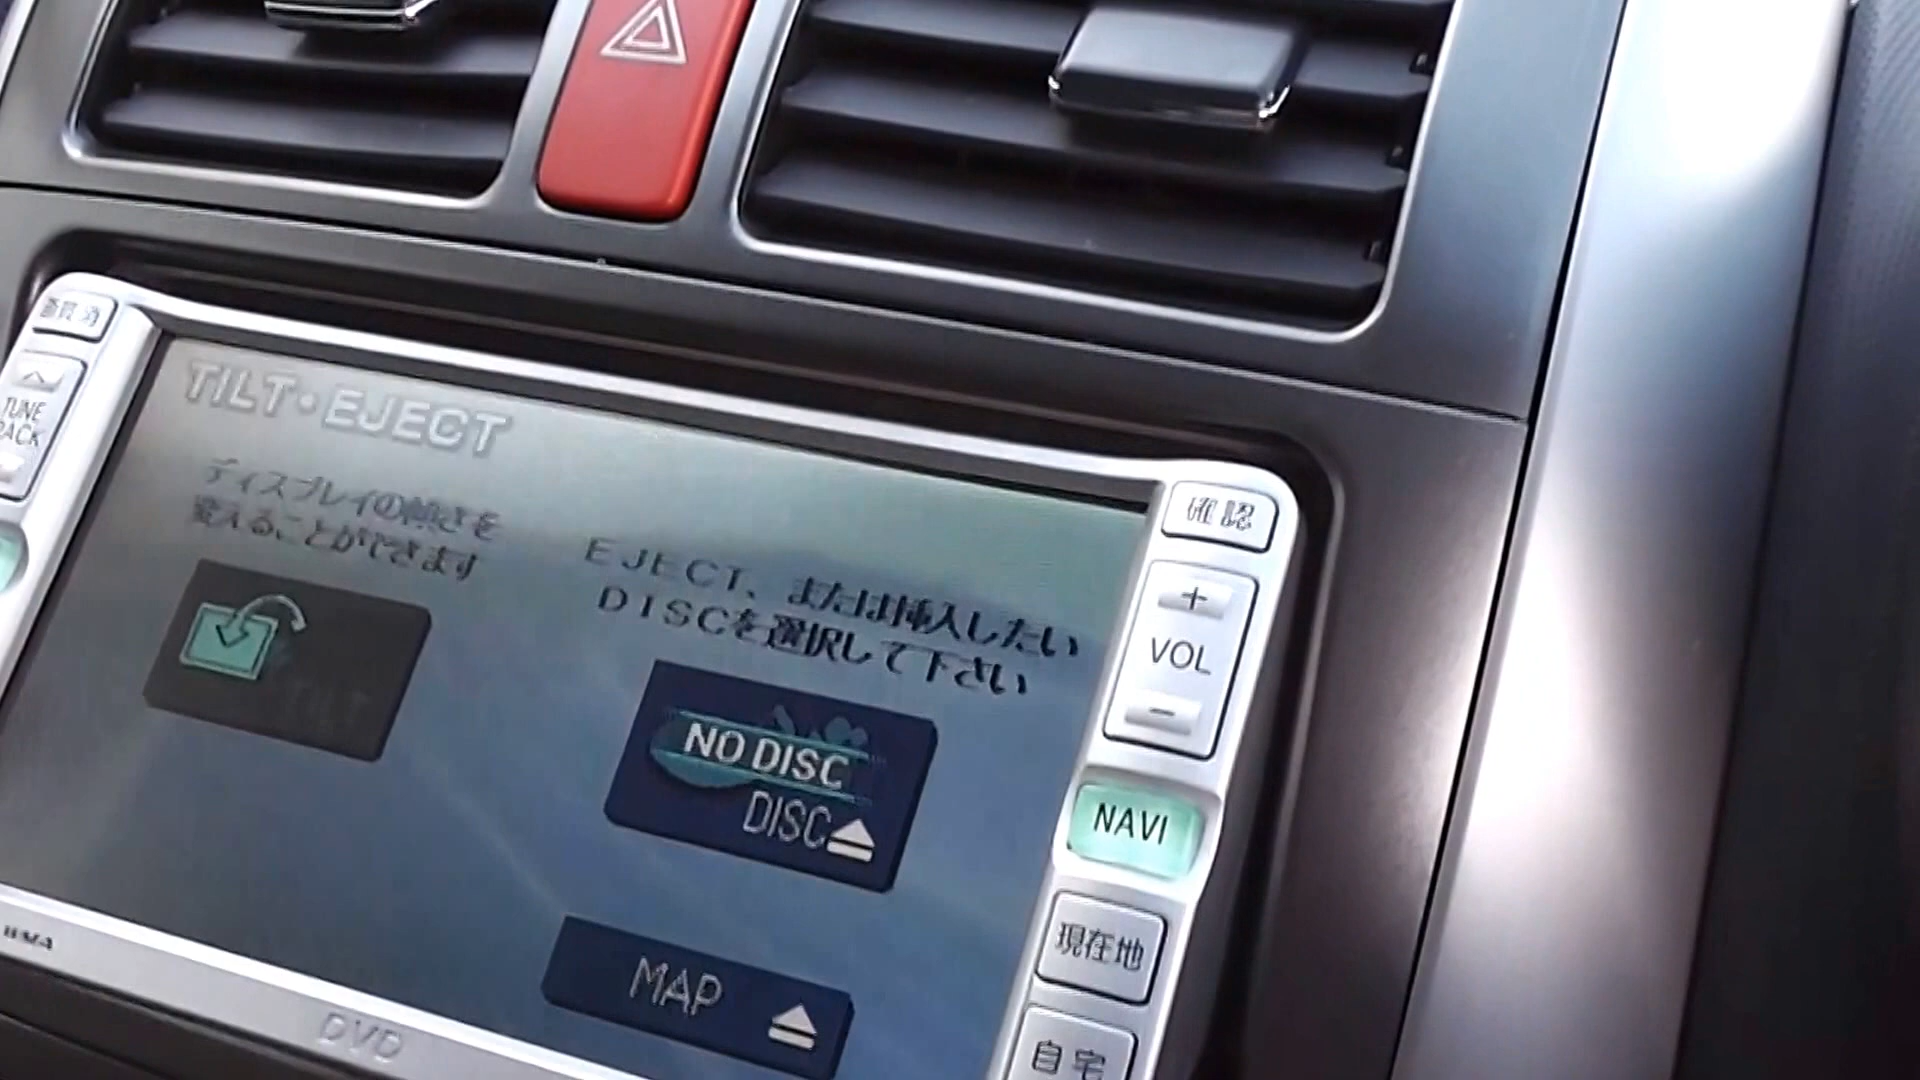 TUNE
TILT・EJECT
ディスプレイの傾きを
変えることができます
EJECT、または挿入したい
DISCを選択して下さい
NO DISC
DISC
MAP
DVD
確認
+
VOL
−
NAVI
現在地
自宅